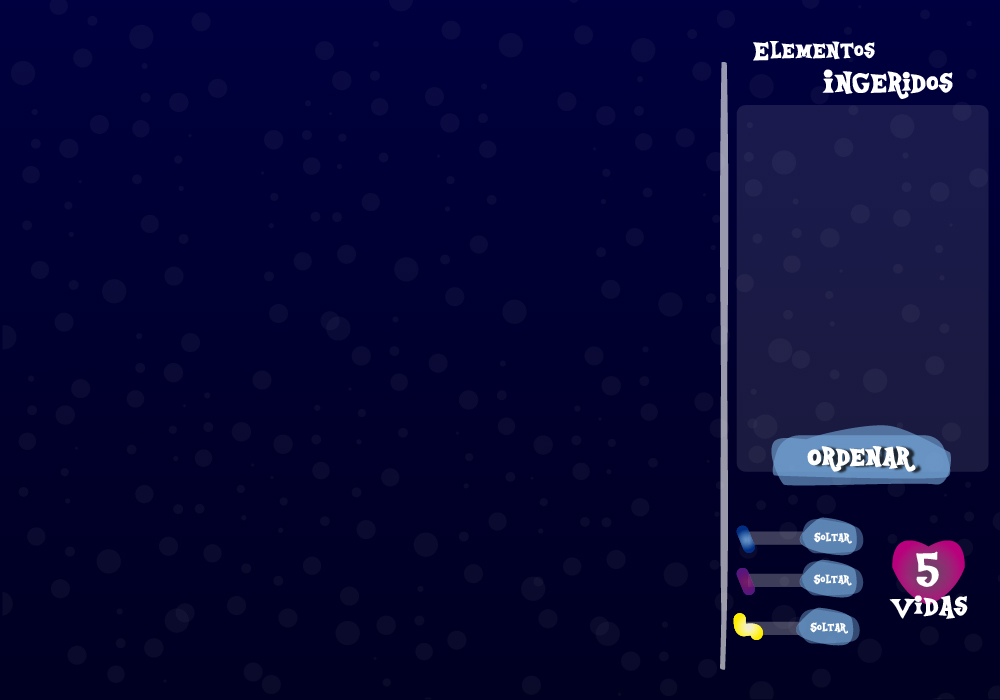 ELEMENTOS
iNGERiDOS
ORDENAR
SOLTAR
SOLTAR
SOLTAR
5
ViDAS